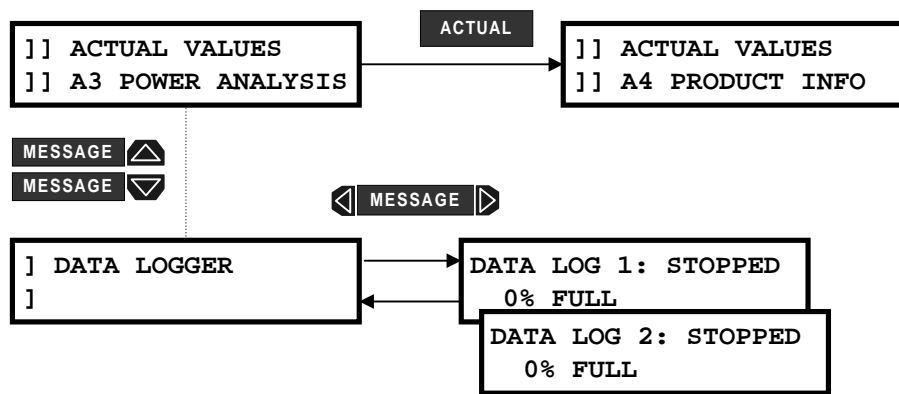 ACTUAL
]] ACTUAL VALUES
]] A3 POWER ANALYSIS
]] ACTUAL VALUES
]] A4 PRODUCT INFO
MESSAGE
MESSAGE
MESSAGE
] DATA LOGGER
]
DATA LOG 1: STOPPED
0% FULL
DATA LOG 2: STOPPED
0% FULL